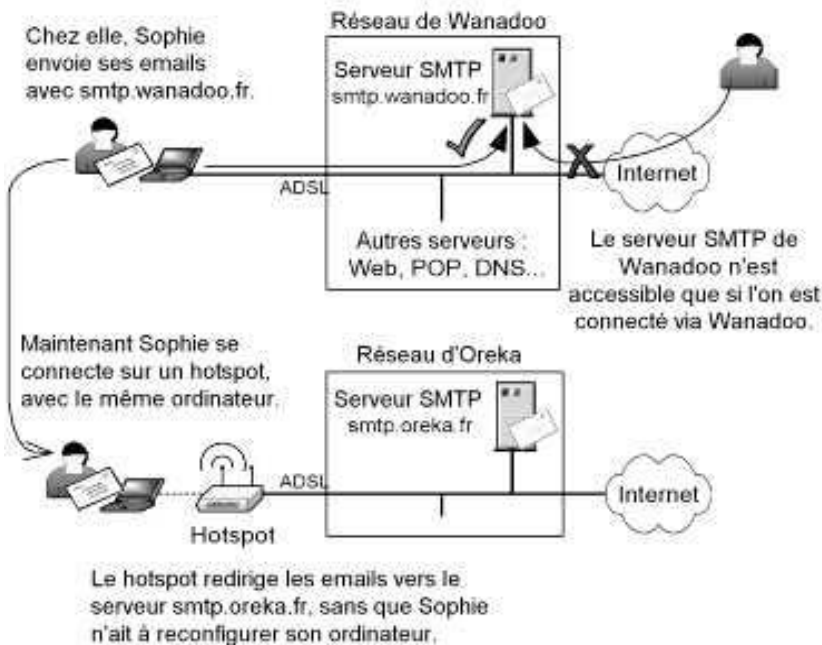 Réseau de Wanadoo
Chez elle, Sophie
envoie ses emails
avec smtp.wanadoo.fr.
Serveur SMTP
smtp.wanadoo.fr
ADSL
Internet
Autres serveurs :
Web, POP, DNS...
Le serveur SMTP de
Wanadoo n'est
accessible que si l'on est
connecté via Wanadoo.
Maintenant Sophie se
connecte sur un hotspot,
avec le même ordinateur.
Réseau d'Oreka
Serveur SMTP
smtp.oreka.fr
ADSL
Internet
Hotspot
Le hotspot redirige les emails vers le
serveur smtp.oreka.fr, sans que Sophie
n'ait à reconfigurer son ordinateur.